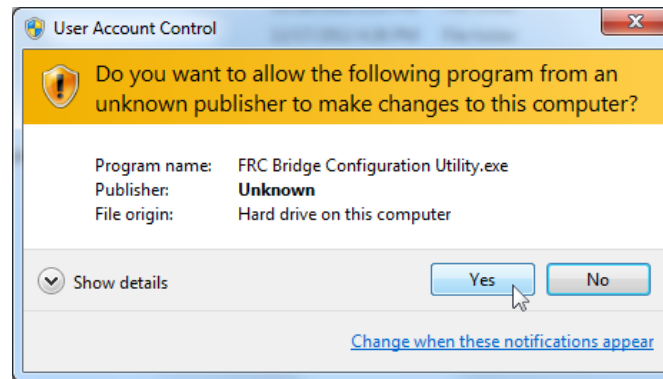 User Account Control
Do you want to allow the following program from an
unknown publisher to make changes to this computer?
Program name: FRC Bridge Configuration Utility.exe
Publisher: Unknown
File origin: Hard drive on this computer
Show details
Yes No
Change when these notifications appear